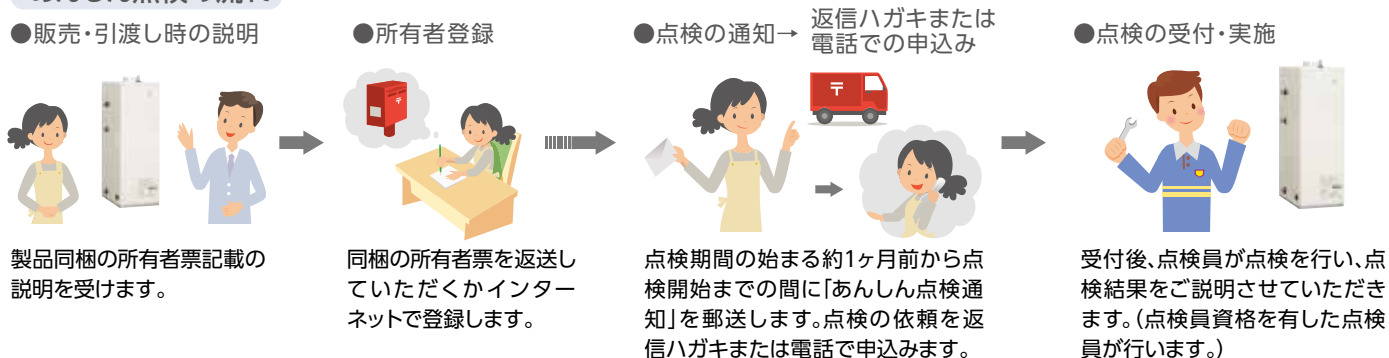 ●販売・引渡し時の説明
製品同梱の所有者票記載の
説明を受けます。
●所有者登録
同梱の所有者票を返送し
ていただくかインター
ネットで登録します。
●点検の通知→ 返信ハガキまたは
電話での申込み
点検期間の始まる約1ヶ月前から点
検開始までの間に「あんしん点検通
知」を郵送します。点検の依頼を返
信ハガキまたは電話で申込みます。
●点検の受付・実施
受付後、点検員が点検を行い、点
検結果をご説明させていただき
ます。(点検員資格を有した点検
員が行います。)